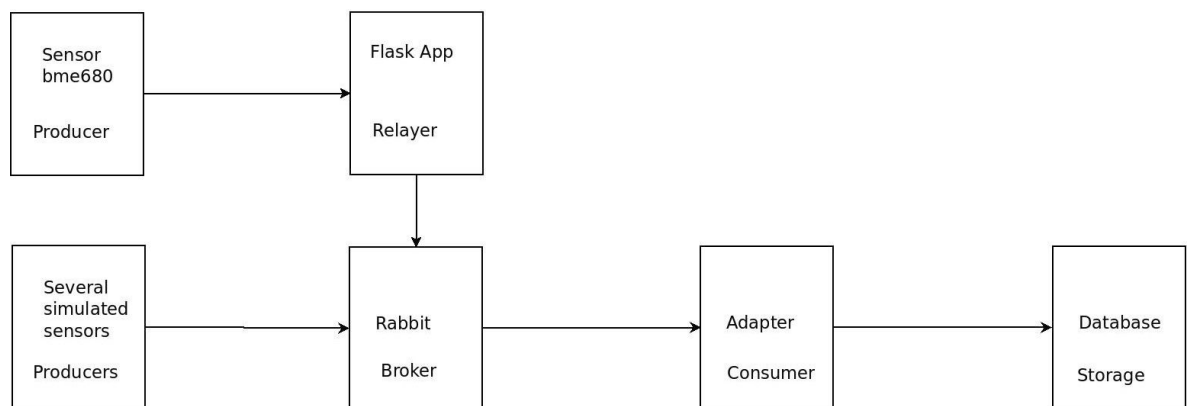 Sensor
bme680
Producer
Flask App
Relayer
Several
simulated
sensors
Producers
Rabbit
Broker
Adapter
Consumer
Database
Storage